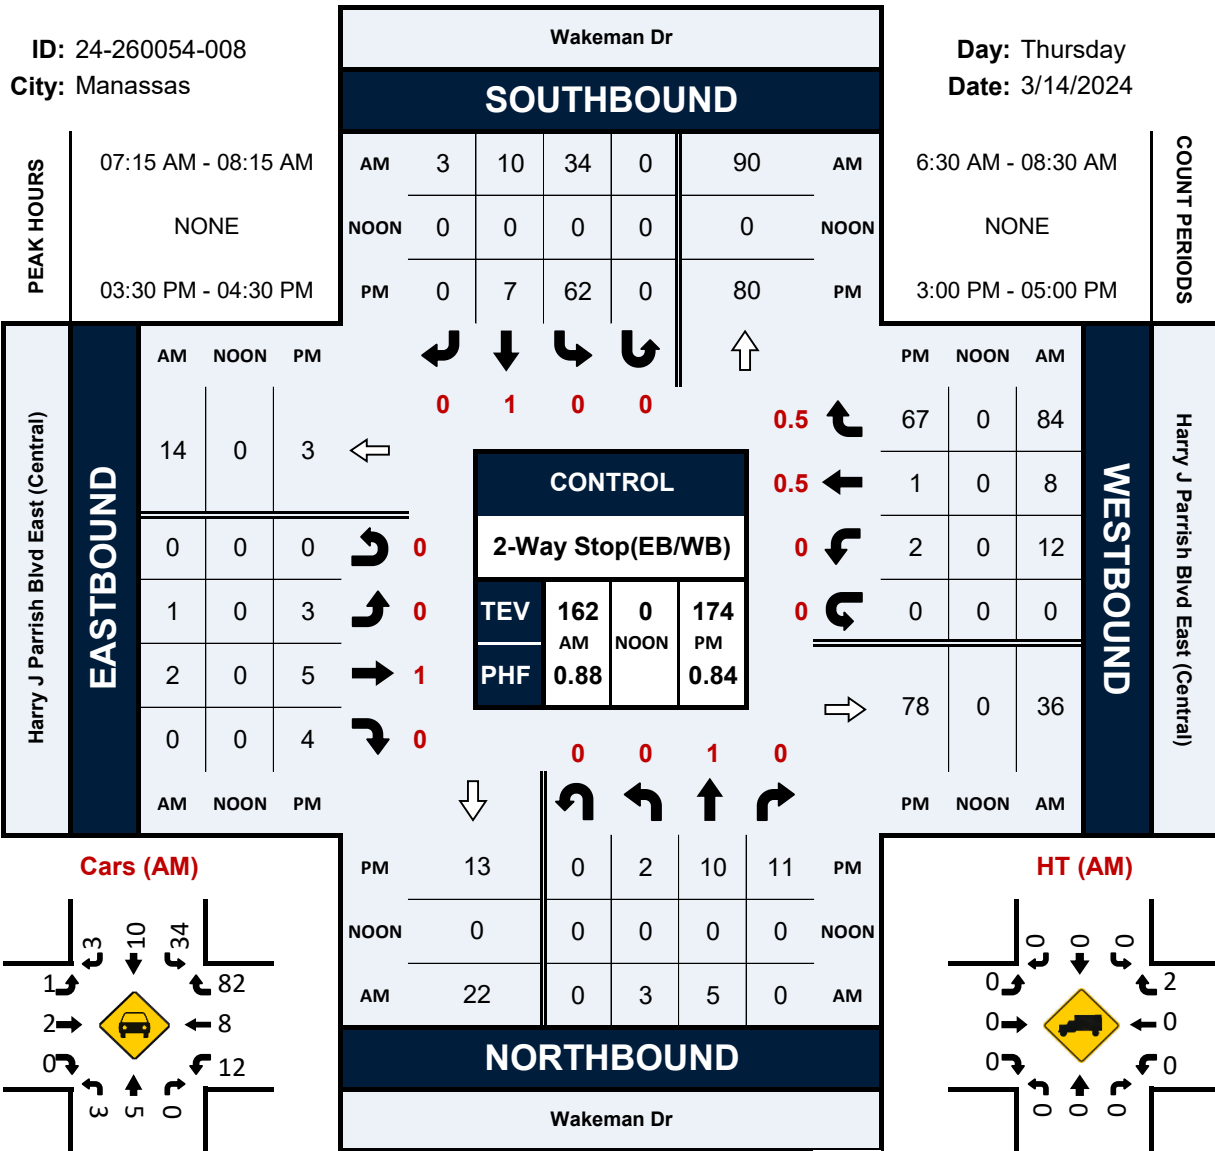 Wakeman Dr
ID: 24-260054-008
City: Manassas
Day: Thursday
Date: 3/14/2024
SOUTHBOUND
PEAK HOURS
07:15 AM - 08:15 AM
NONE
03:30 PM - 04:30 PM
AM 3 10 34 0 90 AM
NOON 0 0 0 0 0 NOON
PM 0 7 62 0 80 PM
6:30 AM - 08:30 AM
NONE
3:00 PM - 05:00 PM
COUNT PERIODS
0 1 0 0
Harry J Parrish Blvd East (Central)
EASTBOUND
AM NOON PM
14 0 3
0 0 0 0
1 0 3 0
2 0 5 1
0 0 4 0
AM NOON PM
CONTROL
2-Way Stop(EB/WB)
TEV 162 0 174
AM NOON PM
PHF 0.88 0.84
PM NOON AM
0.5 67 0 84
0.5 1 0 8
0 2 0 12
0 0 0 0
78 0 36
PM NOON AM
WESTBOUND
Harry J Parrish Blvd East (Central)
0 0 1 0
PM 13 0 2 10 11 PM
NOON 0 0 0 0 0 NOON
AM 22 0 3 5 0 AM
NORTHBOUND
Wakeman Dr
Cars (AM)
3 10 34
1 82
2 8
0 12
3 5 0
HT (AM)
0 0 0
0 2
0 0
0 0
0 0 0